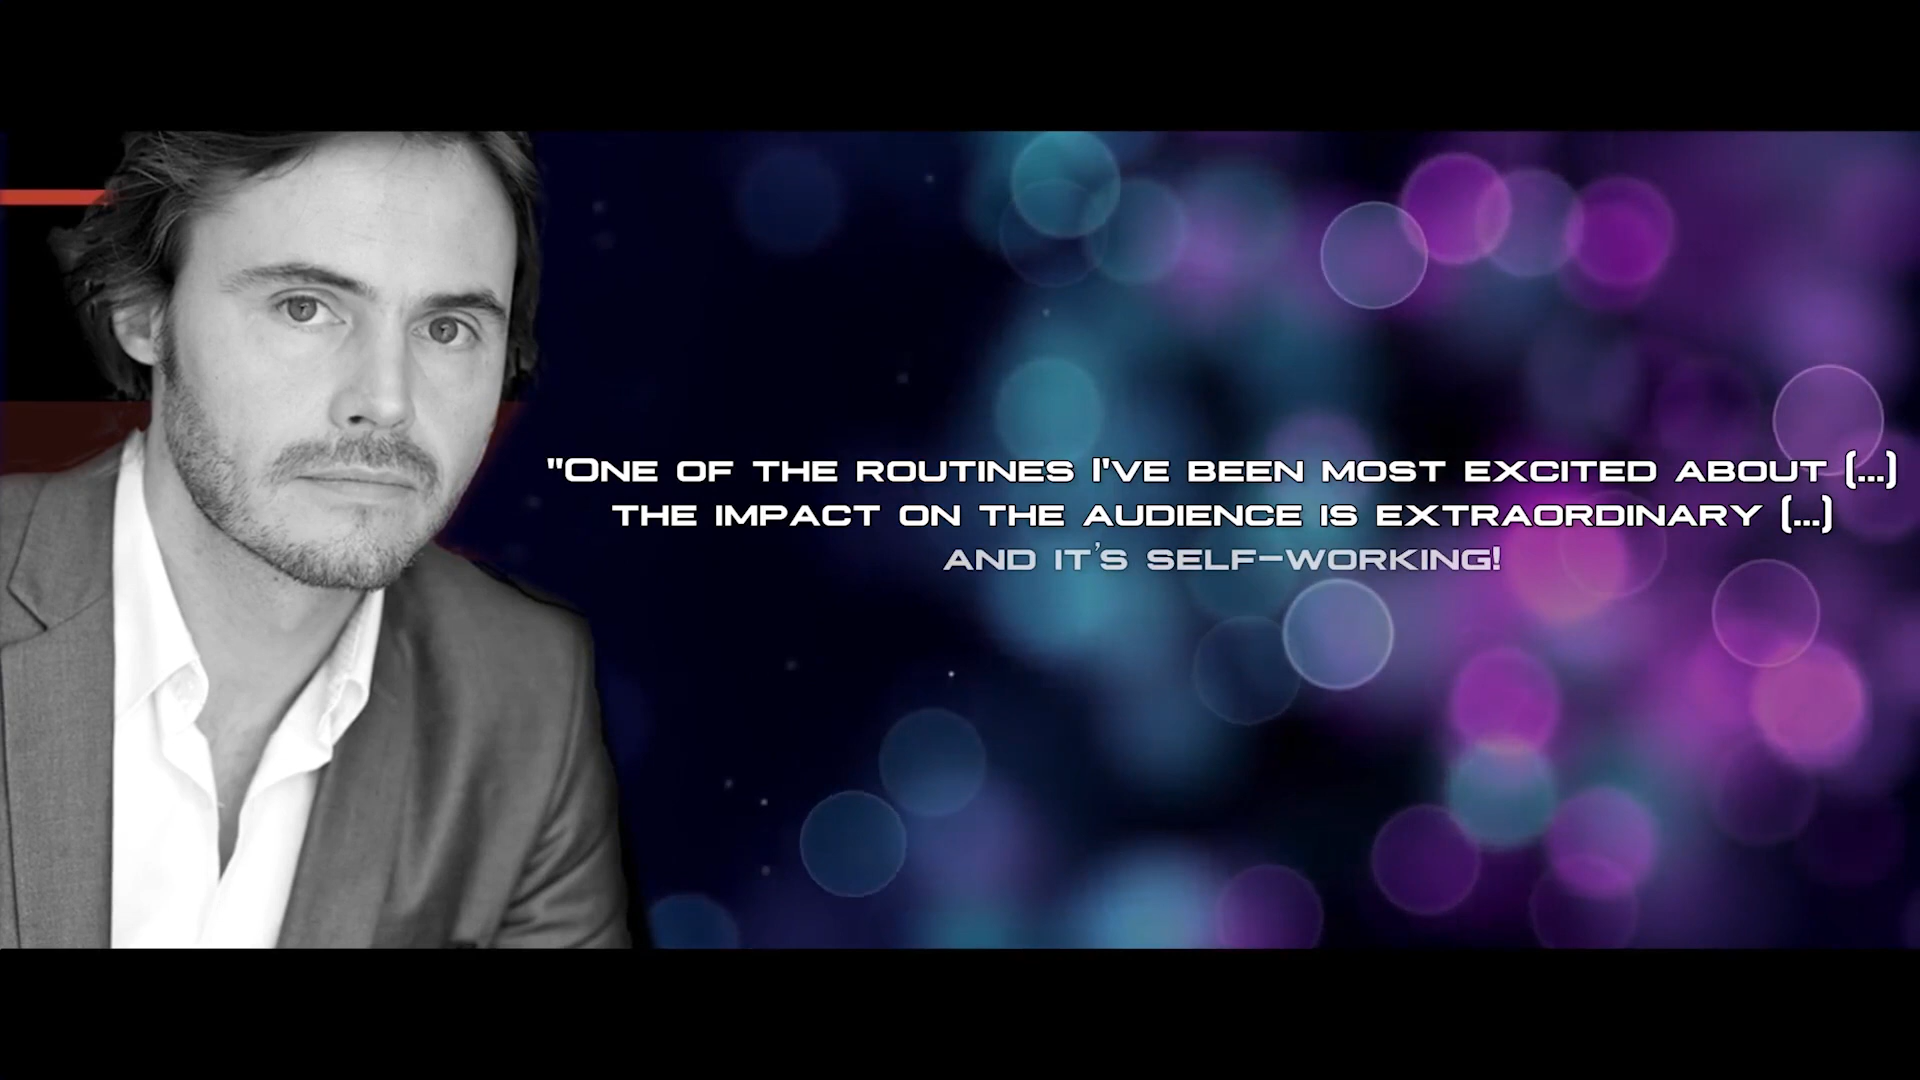 "One of the routines I've been most excited about (...)
the impact on the audience is extraordinary (...)
and it's self-working!